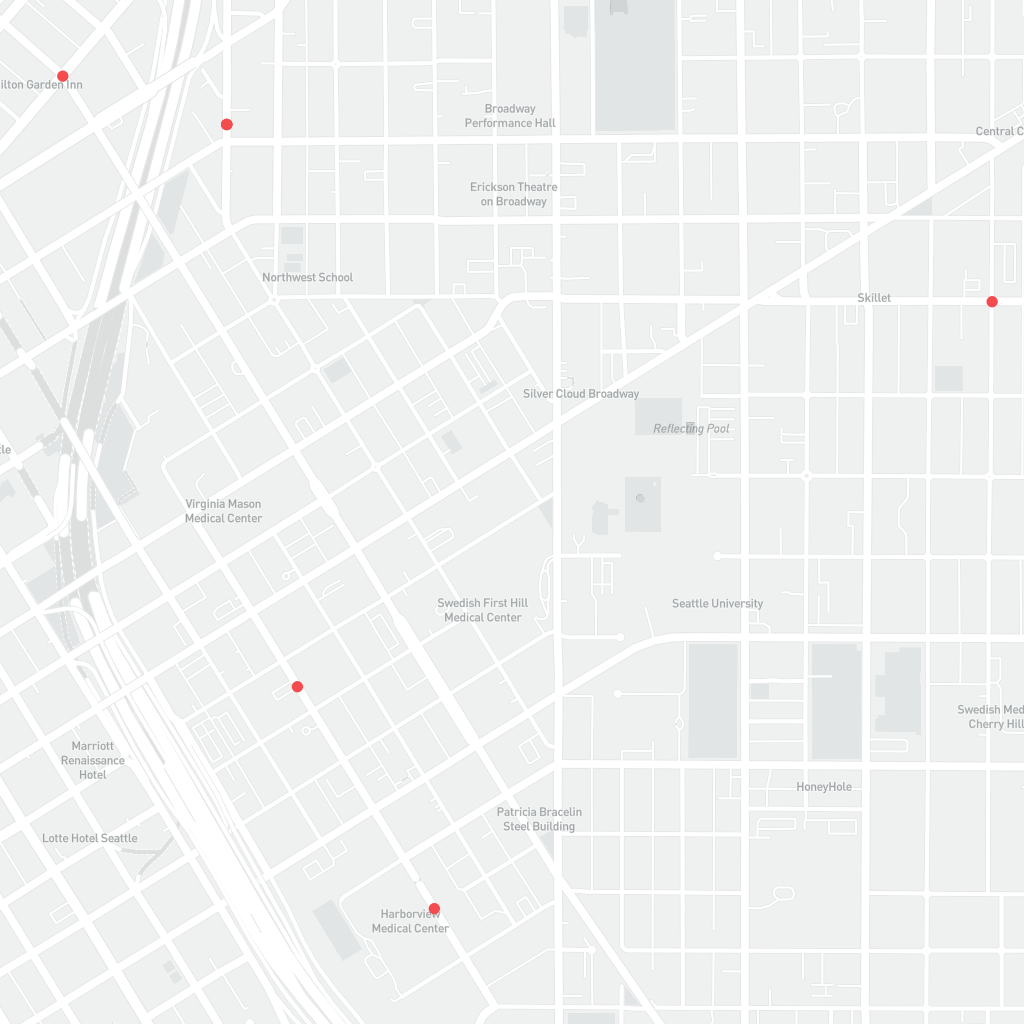 ilton Garden Inn
Broadway
Performance Hall
Central C
Erickson Theatre
on Broadway
Northwest School
Skillet
Silver Cloud Broadway
Reflecting Pool
tle
Virginia Mason
Medical Center
Swedish First Hill
Medical Center
Seattle University
Swedish Med
Cherry Hill
Marriott
Renaissance
Hotel
HoneyHole
Patricia Bracelin
Steel Building
Lotte Hotel Seattle
Harborview
Medical Center